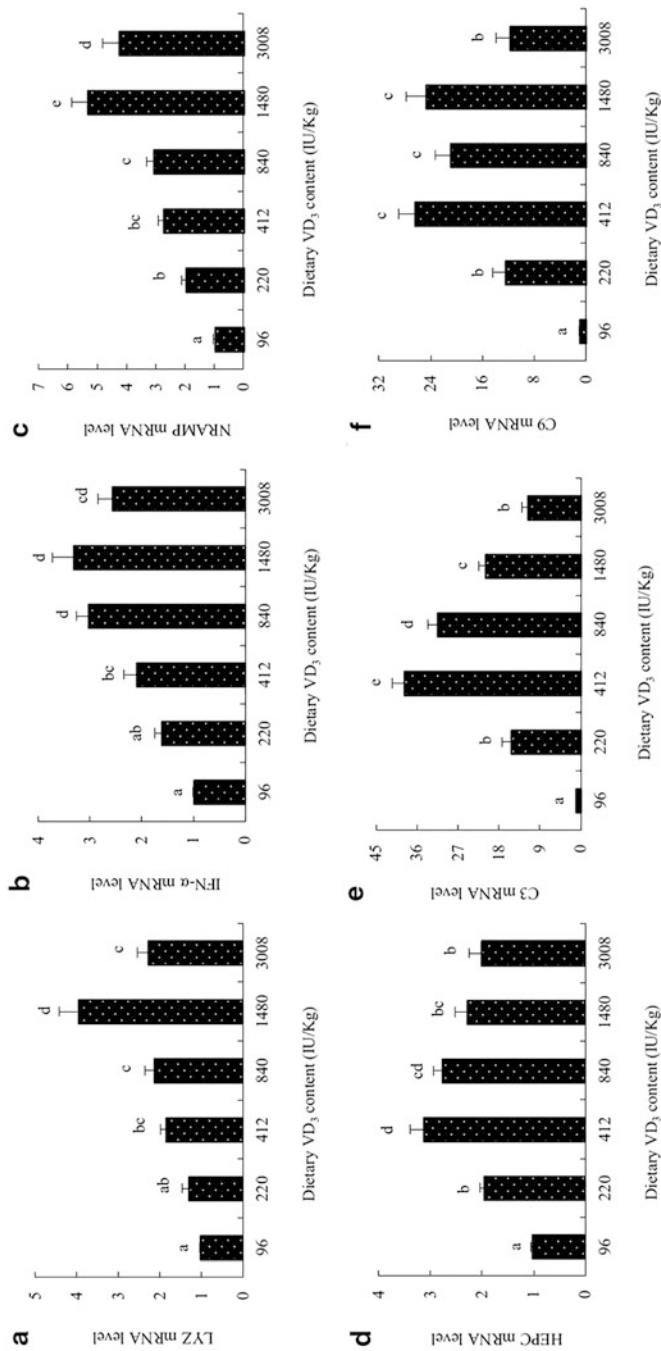 a
LYZ mRNA level
5
4
3
2
1
0
a
ab
bc
c
d
c
96 220 412 840 1480 3008
Dietary VD₃ content (IU/Kg)
b
IFN-α mRNA level
4
3
2
1
0
a
ab
bc
d
d
cd
96 220 412 840 1480 3008
Dietary VD₃ content (IU/Kg)
c
NRAMP mRNA level
7
6
5
4
3
2
1
0
a
b
bc
c
e
d
96 220 412 840 1480 3008
Dietary VD₃ content (IU/Kg)
d
HEPC mRNA level
4
3
2
1
0
a
b
d
cd
bc
b
96 220 412 840 1480 3008
Dietary VD₃ content (IU/Kg)
e
C3 mRNA level
45
36
27
18
9
0
a
b
e
d
c
b
96 220 412 840 1480 3008
Dietary VD₃ content (IU/Kg)
f
C9 mRNA level
32
24
16
8
0
a
b
c
c
c
b
96 220 412 840 1480 3008
Dietary VD₃ content (IU/Kg)